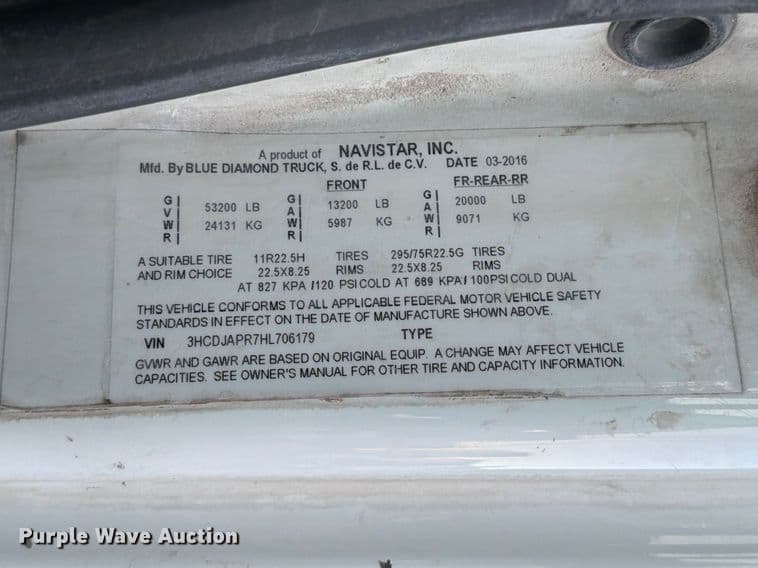 A product of NAVISTAR, INC.
Mfd. By BLUE DIAMOND TRUCK, S. de R.L. de C.V. DATE 03-2016
FRONT FR-REAR-RR
GVWR 53200 LB GAWR 13200 LB GAWR 20000 LB
24131 KG 5987 KG 9071 KG
A SUITABLE TIRE 11R22.5H TIRES 295/75R22.5G TIRES
AND RIM CHOICE 22.5X8.25 RIMS 22.5X8.25 RIMS
AT 827 KPA /120 PSI COLD AT 689 KPA/ 100PSI COLD DUAL
THIS VEHICLE CONFORMS TO ALL APPLICABLE FEDERAL MOTOR VEHICLE SAFETY
STANDARDS IN EFFECT ON THE DATE OF MANUFACTURE SHOWN ABOVE.
VIN 3HCDJAPR7HL706179 TYPE
GVWR AND GAWR ARE BASED ON ORIGINAL EQUIP. A CHANGE MAY AFFECT VEHICLE
CAPACITIES. SEE OWNER'S MANUAL FOR OTHER TIRE AND CAPACITY INFORMATION.
Purple Wave Auction